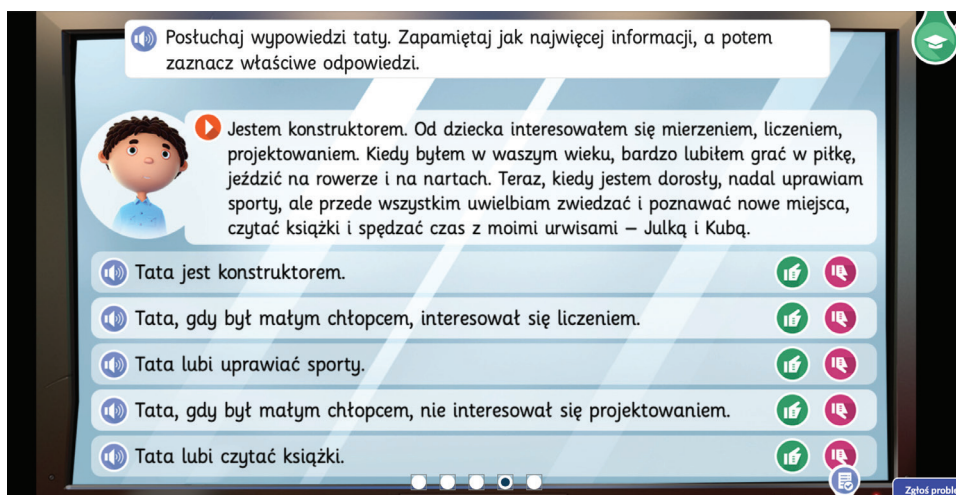 Posłuchaj wypowiedzi taty. Zapamiętaj jak najwięcej informacji, a potem
zaznacz właściwe odpowiedzi.
Jestem konstruktorem. Od dziecka interesowałem się mierzeniem, liczeniem,
projektowaniem. Kiedy byłem w waszym wieku, bardzo lubiłem grać w piłkę,
jeździć na rowerze i na nartach. Teraz, kiedy jestem dorosły, nadal uprawiam
sporty, ale przede wszystkim uwielbiam zwiedzać i poznawać nowe miejsca,
czytać książki i spędzać czas z moimi urwisami – Julką i Kubą.
Tata jest konstruktorem.
Tata, gdy był małym chłopcem, interesował się liczeniem.
Tata lubi uprawiać sporty.
Tata, gdy był małym chłopcem, nie interesował się projektowaniem.
Tata lubi czytać książki.
Zgłoś proble